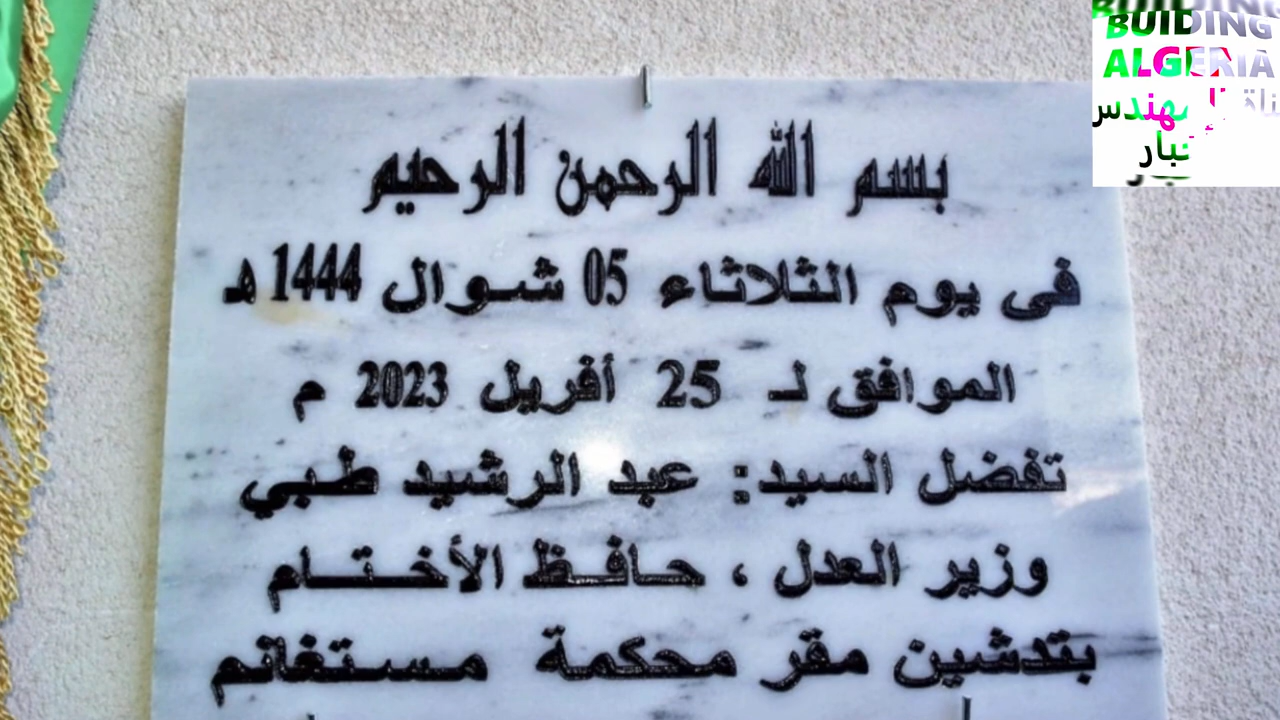 BUIDING
ALGERIA
بسم الله الرحمن الرحيم
في يوم الثلاثاء 05 شوال 1444 هـ
الموافق لـ 25 أفريل 2023 م
تفضل السيد: عبد الرشيد طبي
وزير العدل ، حافظ الأختام
بتدشين مقر محكمة مستغانم